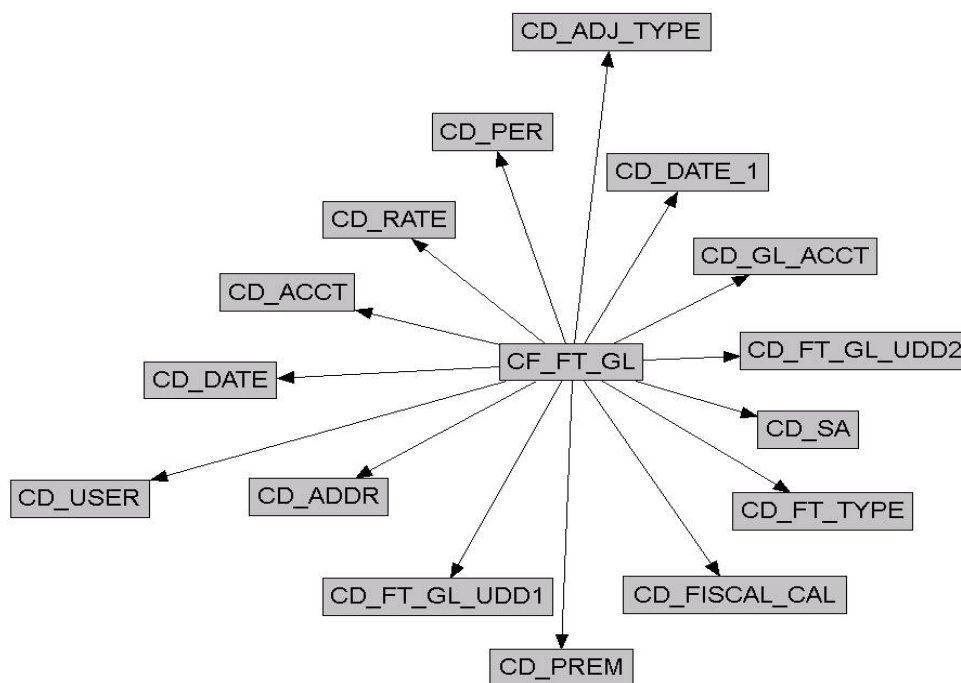 CD_ADJ_TYPE
CD_PER
CD_DATE_1
CD_RATE
CD_GL_ACCT
CD_ACCT
CD_FT_GL_UDD2
CF_FT_GL
CD_DATE
CD_SA
CD_USER
CD_ADDR
CD_FT_TYPE
CD_FT_GL_UDD1
CD_FISCAL_CAL
CD_PREM